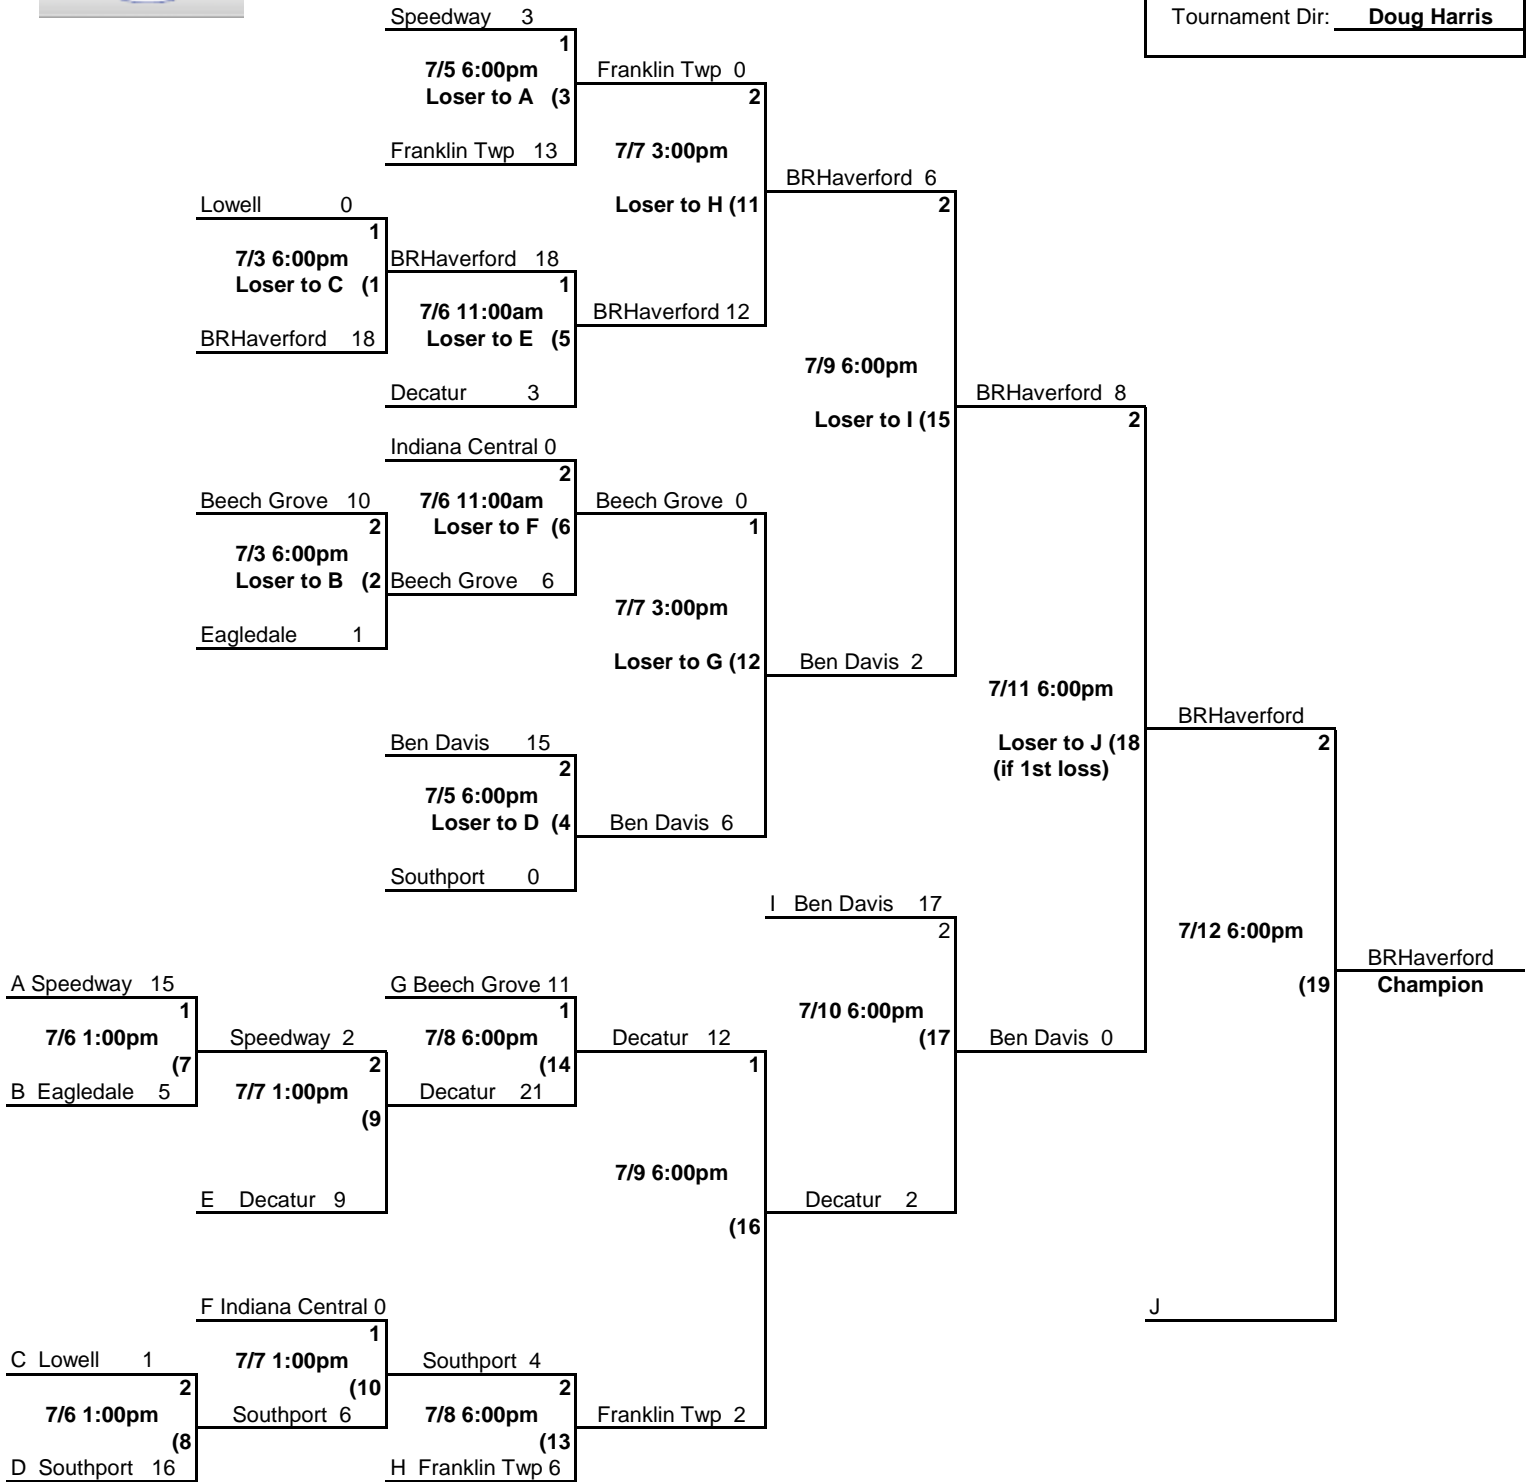 Speedway 3
Tournament Dir: Doug Harris
1
7/5 6:00pm
Franklin Twp 0
Loser to A (3
2
Franklin Twp 13
7/7 3:00pm
BRHaverford 6
Lowell 0
Loser to H (11
2
1
7/3 6:00pm
BRHaverford 18
Loser to C (1
1
7/6 11:00am
BRHaverford 12
BRHaverford 18
Loser to E (5
7/9 6:00pm
Decatur 3
BRHaverford 8
Loser to I (15
2
Indiana Central 0
2
Beech Grove 10
7/6 11:00am
Beech Grove 0
2
Loser to F (6
1
7/3 6:00pm
Loser to B (2
Beech Grove 6
7/7 3:00pm
Eagledale 1
Loser to G (12
Ben Davis 2
7/11 6:00pm
BRHaverford
Ben Davis 15
Loser to J (18
2
2
(if 1st loss)
7/5 6:00pm
Loser to D (4
Ben Davis 6
Southport 0
I Ben Davis 17
2
7/12 6:00pm
BRHaverford
A Speedway 15
G Beech Grove 11
(19
Champion
1
1
7/10 6:00pm
7/6 1:00pm
Speedway 2
7/8 6:00pm
Decatur 12
(17
Ben Davis 0
(7
2
(14
1
B Eagledale 5
7/7 1:00pm
Decatur 21
(9
7/9 6:00pm
E Decatur 9
Decatur 2
(16
F Indiana Central 0
J
1
C Lowell 1
7/7 1:00pm
Southport 4
2
(10
2
7/6 1:00pm
Southport 6
7/8 6:00pm
Franklin Twp 2
(8
(13
D Southport 16
H Franklin Twp 6